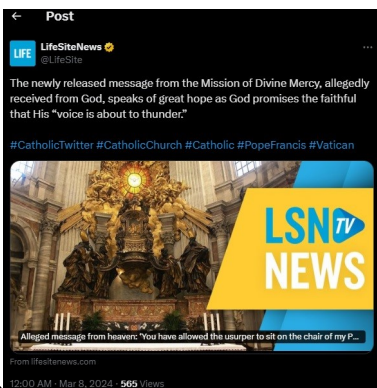 ← Post
LIFE
LifeSiteNews
@LifeSite
...
The newly released message from the Mission of Divine Mercy, allegedly
received from God, speaks of great hope as God promises the faithful
that His “voice is about to thunder.”
#CatholicTwitter #CatholicChurch #Catholic #PopeFrancis #Vatican
LSN TV
NEWS
Alleged message from heaven: 'You have allowed the usurper to sit on the chair of my P...
From lifesitenews.com
12:00 AM · Mar 8, 2024 · 565 Views